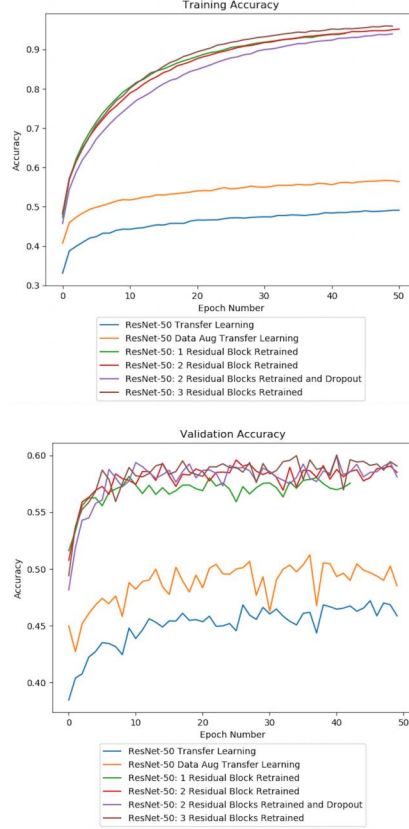 Training Accuracy
0.9
0.8
0.7
0.6
0.5
0.4
0.3
Accuracy
0
10
20
30
40
50
Epoch Number
ResNet-50 Transfer Learning
ResNet-50 Data Aug Transfer Learning
ResNet-50: 1 Residual Block Retrained
ResNet-50: 2 Residual Block Retrained
ResNet-50: 2 Residual Blocks Retrained and Dropout
ResNet-50: 3 Residual Blocks Retrained
Validation Accuracy
0.60
0.55
0.50
0.45
0.40
Accuracy
0
10
20
30
40
50
Epoch Number
ResNet-50 Transfer Learning
ResNet-50 Data Aug Transfer Learning
ResNet-50: 1 Residual Block Retrained
ResNet-50: 2 Residual Block Retrained
ResNet-50: 2 Residual Blocks Retrained and Dropout
ResNet-50: 3 Residual Blocks Retrained